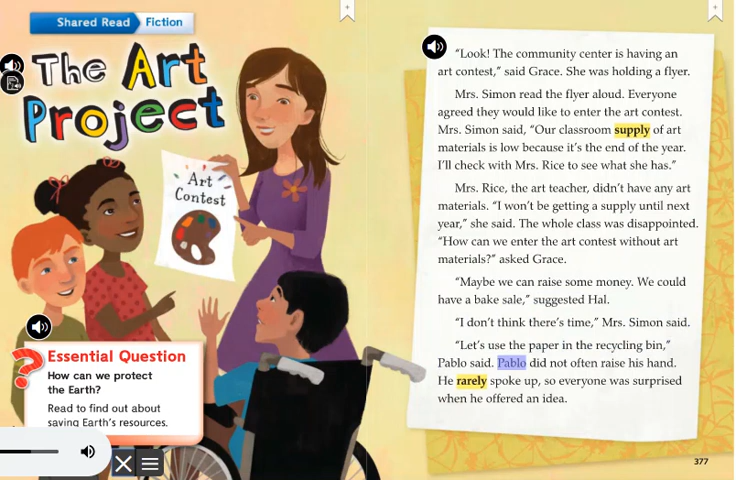 Shared Read Fiction
The Art
Project
Art
Contest
Essential Question
How can we protect
the Earth?
Read to find out about
saving Earth's resources.
"Look! The community center is having an
art contest," said Grace. She was holding a flyer.
Mrs. Simon read the flyer aloud. Everyone
agreed they would like to enter the art contest.
Mrs. Simon said, "Our classroom supply of art
materials is low because it's the end of the year.
I'll check with Mrs. Rice to see what she has."
Mrs. Rice, the art teacher, didn't have any art
materials. "I won't be getting a supply until next
year," she said. The whole class was disappointed.
"How can we enter the art contest without art
materials?" asked Grace.
"Maybe we can raise some money. We could
have a bake sale," suggested Hal.
"I don't think there's time," Mrs. Simon said.
"Let's use the paper in the recycling bin,"
Pablo said. Pablo did not often raise his hand.
He rarely spoke up, so everyone was surprised
when he offered an idea.
377